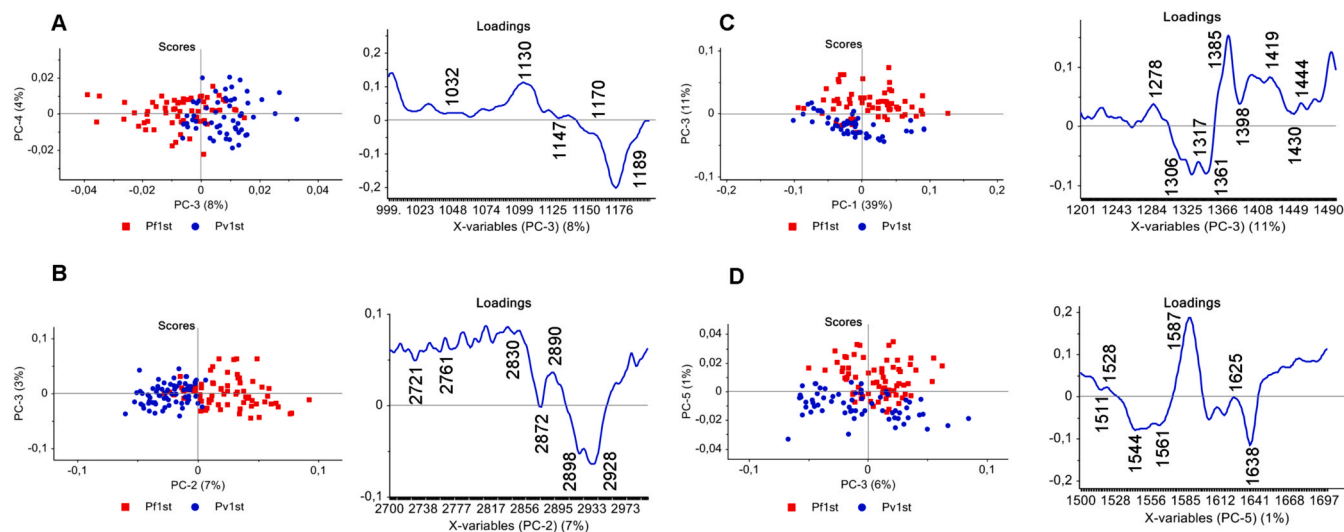 A
Scores
PC-4 (4%)
0,02
0
-0,02
-0,04 -0,02 0 0,02 0,04
PC-3 (8%)
Pf1st Pv1st
Loadings
0,2
0,1
0
-0,1
-0,2
1032
1130
1147
1170
1189
999. 1023 1048 1074 1099 1125 1150 1176
X-variables (PC-3) (8%)
C
Scores
PC-3 (11%)
0,1
0
-0,1
-0,2 -0,1 0 0,1 0,2
PC-1 (39%)
Pf1st Pv1st
Loadings
0,2
0,1
0
-0,1
1278
1306
1317
1361
1385
1398
1419
1430
1444
1201 1243 1284 1325 1366 1408 1449 1490
X-variables (PC-3) (11%)
B
Scores
PC-3 (3%)
0,1
0
-0,1
-0,1 0 0,1
PC-2 (7%)
Pf1st Pv1st
Loadings
0,1
0
-0,1
2721
2761
2830
2872
2890
2898
2928
2700 2738 2777 2817 2856 2895 2933 2973
X-variables (PC-2) (7%)
D
Scores
PC-5 (1%)
0,04
0,02
0
-0,02
-0,04
-0,1 0 0,1
PC-3 (6%)
Pf1st Pv1st
Loadings
0,2
0,1
0
-0,1
-0,2
1511
1528
1544
1561
1587
1625
1638
1500 1528 1556 1585 1612 1641 1668 1697
X-variables (PC-5) (1%)